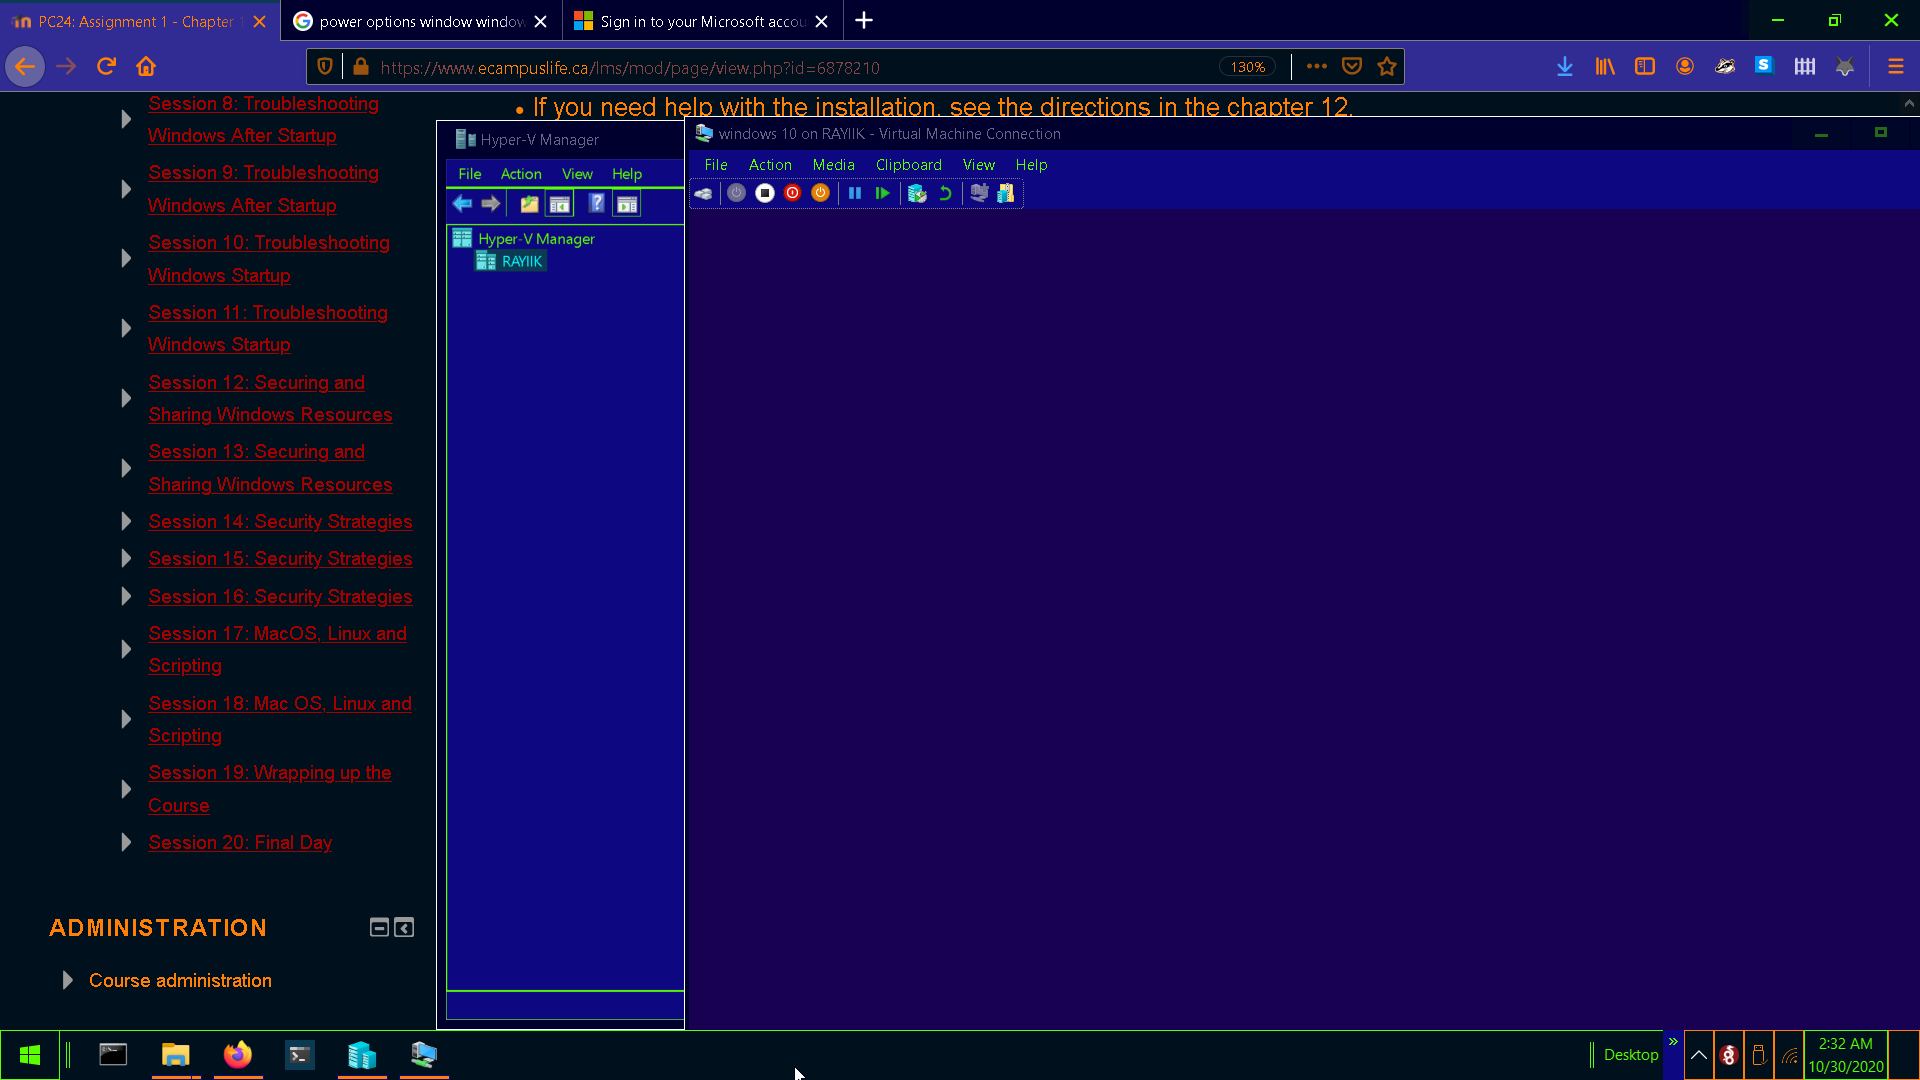 PC24: Assignment 1 - Chapter 1
power options window window
Sign in to your Microsoft accou
https://www.ecampuslife.ca/lms/mod/page/view.php?id=6878210
130%
If you need help with the installation, see the directions in the chapter 12.
Session 8: Troubleshooting
Windows After Startup
Session 9: Troubleshooting
Windows After Startup
Session 10: Troubleshooting
Windows Startup
Session 11: Troubleshooting
Windows Startup
Session 12: Securing and
Sharing Windows Resources
Session 13: Securing and
Sharing Windows Resources
Session 14: Security Strategies
Session 15: Security Strategies
Session 16: Security Strategies
Session 17: MacOS, Linux and
Scripting
Session 18: Mac OS, Linux and
Scripting
Session 19: Wrapping up the
Course
Session 20: Final Day
ADMINISTRATION
Course administration
Hyper-V Manager
File Action View Help
Hyper-V Manager
RAYIIK
windows 10 on RAYIIK - Virtual Machine Connection
File Action Media Clipboard View Help
Desktop
2:32 AM
10/30/2020